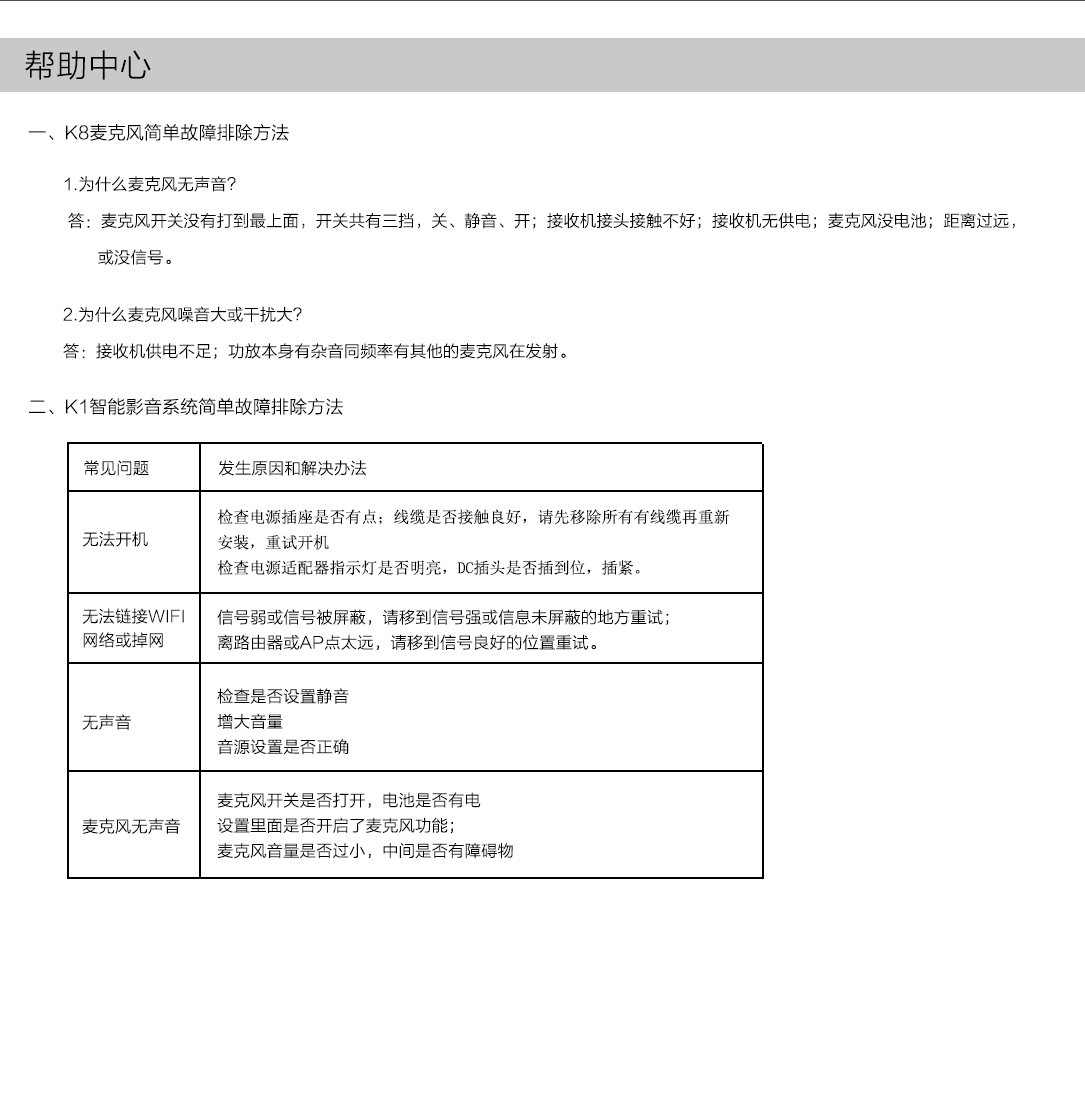 帮助中心
一、K8麦克风简单故障排除方法
1.为什么麦克风无声音?
答：麦克风开关没有打到最上面，开关共有三挡，关、静音、开；接收机接头接触不好；接收机无供电；麦克风没电池；距离过远，
或没信号。
2.为什么麦克风噪音大或干扰大?
答：接收机供电不足；功放本身有杂音同频率有其他的麦克风在发射。
二、K1智能影音系统简单故障排除方法
常见问题
发生原因和解决办法
无法开机
检查电源插座是否有点；线缆是否接触良好，请先移除所有有线缆再重新
安装，重试开机
检查电源适配器指示灯是否明亮，DC插头是否插到位，插紧。
无法链接WIFI
网络或掉网
信号弱或信号被屏蔽，请移到信号强或信息未屏蔽的地方重试；
离路由器或AP点太远，请移到信号良好的位置重试。
无声音
检查是否设置静音
增大音量
音源设置是否正确
麦克风无声音
麦克风开关是否打开，电池是否有电
设置里面是否开启了麦克风功能；
麦克风音量是否过小，中间是否有障碍物